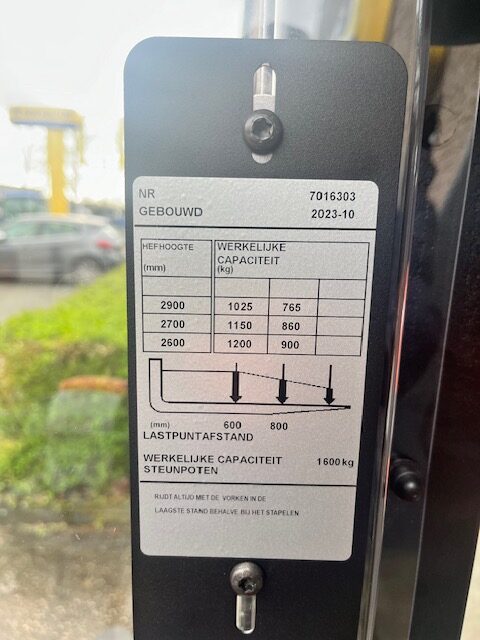 NR 7016303
GEBOUWD 2023-10
HEFHOOGTE
(mm)
WERKELIJKE
CAPACITEIT
(kg)
2900 1025 765
2700 1150 860
2600 1200 900
(mm) 600 800
LASTPUNTAFSTAND
WERKELIJKE CAPACITEIT 1600kg
STEUNPOTEN
RIJDT ALTIJD MET DE VORKEN IN DE
LAAGSTE STAND BEHALVE BIJ HET STAPELEN